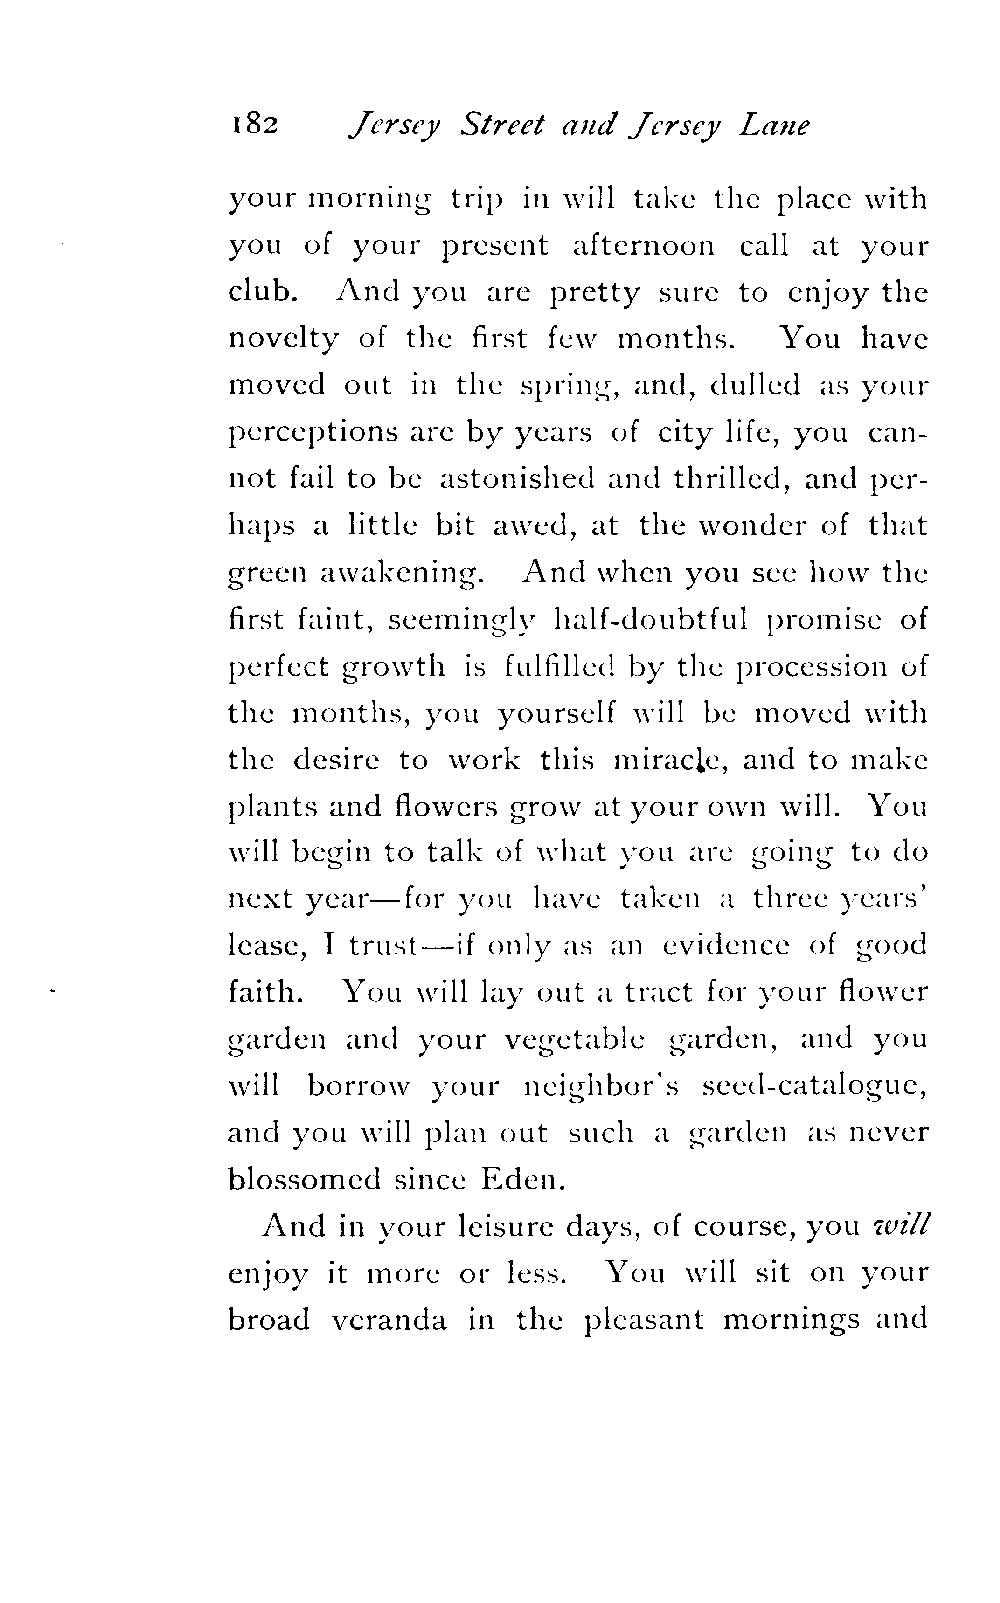 182 Jersey Street and Jersey Lane
your morning trip in will take the place with
you of your present afternoon call at your
club. And you are pretty sure to enjoy the
novelty of the first few months. You have
moved out in the spring, and, dulled as your
perceptions are by years of city life, you can-
not fail to be astonished and thrilled, and per-
haps a little bit awed, at the wonder of that
green awakening. And when you see how the
first faint, seemingly half-doubtful promise of
perfect growth is fulfilled by the procession of
the months, you yourself will be moved with
the desire to work this miracle, and to make
plants and flowers grow at your own will. You
will begin to talk of what you are going to do
next year—for you have taken a three years'
lease, I trust—if only as an evidence of good
faith. You will lay out a tract for your flower
garden and your vegetable garden, and you
will borrow your neighbor's seed-catalogue,
and you will plan out such a garden as never
blossomed since Eden.
And in your leisure days, of course, you will
enjoy it more or less. You will sit on your
broad veranda in the pleasant mornings and